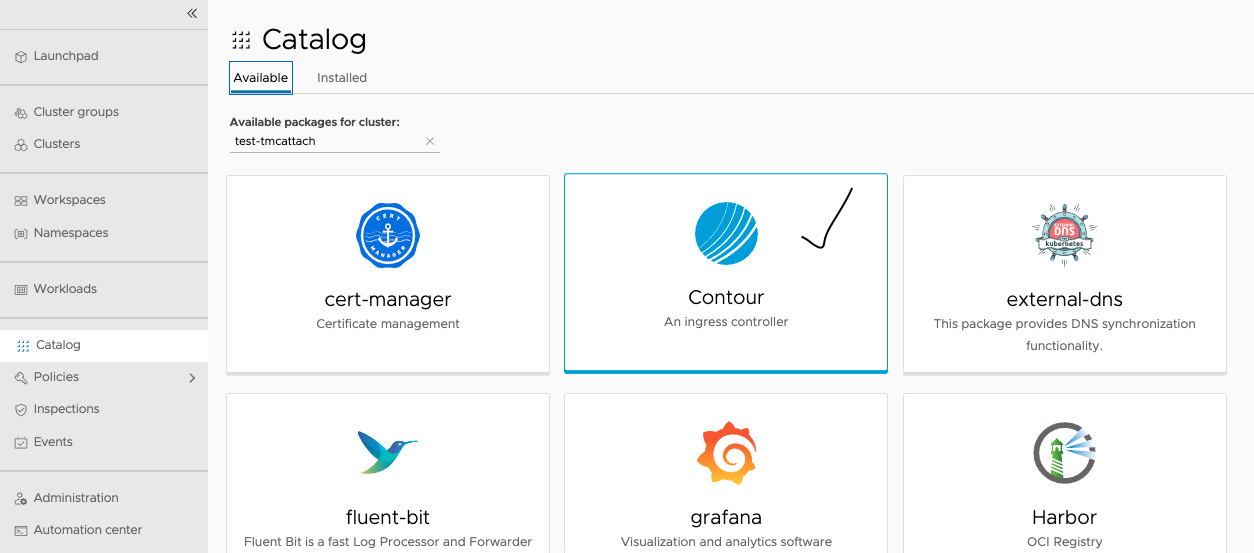 Launchpad
Cluster groups
Clusters
Workspaces
Namespaces
Workloads
Catalog
Policies
Inspections
Events
Administration
Automation center
Catalog
Available Installed
Available packages for cluster:
test-tmcattach
CERT
MANAGER
cert-manager
Certificate management
Contour
An ingress controller
EXTERNAL
DNS
kubernetes
external-dns
This package provides DNS synchronization
functionality.
fluent-bit
Fluent Bit is a fast Log Processor and Forwarder
grafana
Visualization and analytics software
Harbor
OCI Registry